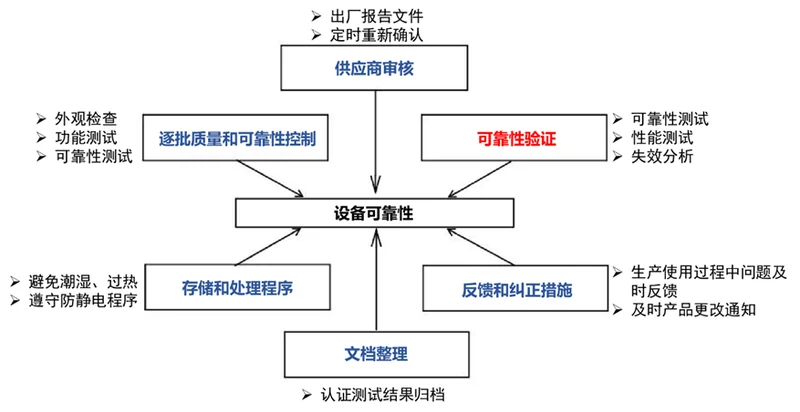 ➢ 出厂报告文件
➢ 定时重新确认
供应商审核
➢ 外观检查
➢ 功能测试
➢ 可靠性测试
逐批质量和可靠性控制
可靠性验证
➢ 可靠性测试
➢ 性能测试
➢ 失效分析
设备可靠性
➢ 避免潮湿、过热
➢ 遵守防静电程序
存储和处理程序
反馈和纠正措施
➢ 生产使用过程中问题及
时反馈
➢ 及时产品更改通知
文档整理
➢ 认证测试结果归档